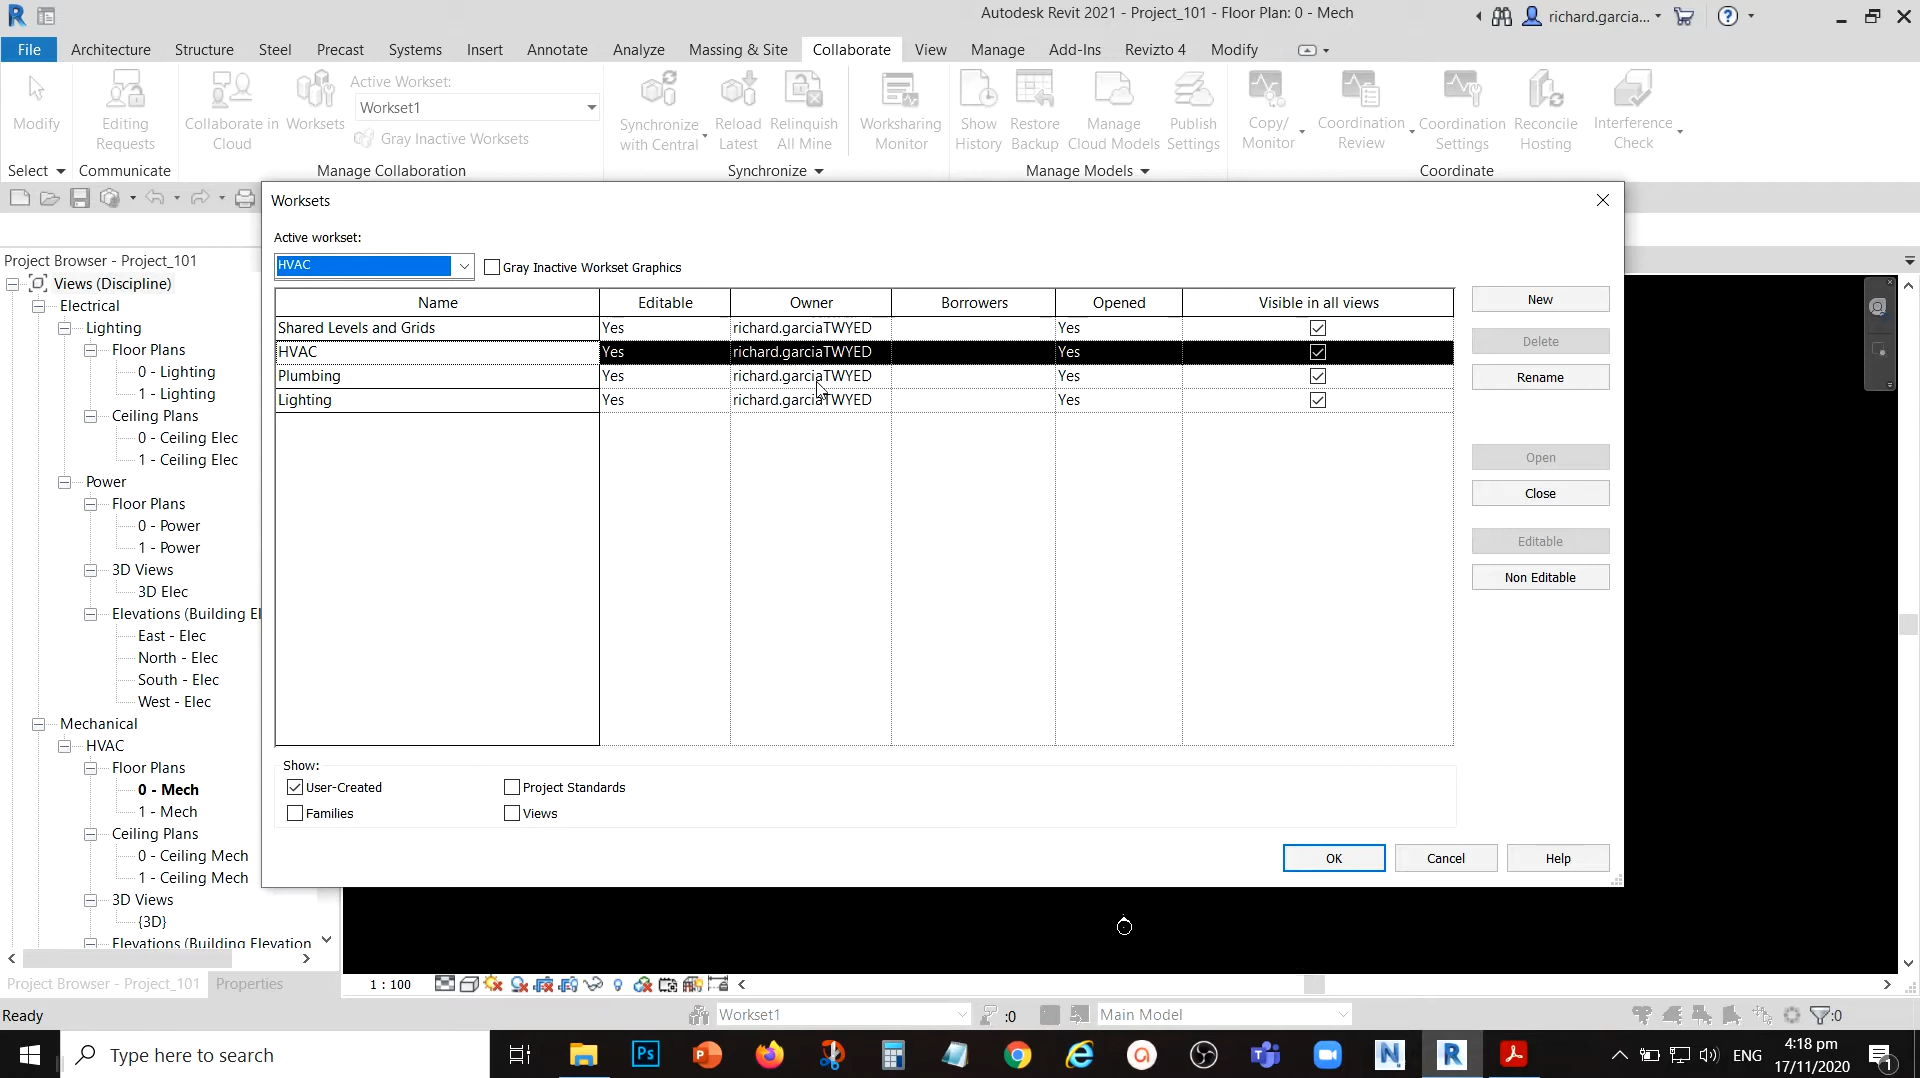 Autodesk Revit 2021 - Project_101 - Floor Plan: 0 - Mech
richard.garcia...
File Architecture Structure Steel Precast Systems Insert Annotate Analyze Massing & Site Collaborate View Manage Add-Ins Revizto 4 Modify
Modify
Editing Requests
Collaborate in Cloud
Worksets
Active Workset:
Workset1
Gray Inactive Worksets
Synchronize with Central
Reload Latest
Relinquish All Mine
Worksharing Monitor
Show History
Restore Backup
Manage Cloud Models
Publish Settings
Copy/ Monitor
Coordination Review
Coordination Settings
Reconcile Hosting
Interference Check
Select Communicate Manage Collaboration Synchronize Manage Models Coordinate
Project Browser - Project_101
Views (Discipline)
Electrical
Lighting
Floor Plans
0 - Lighting
1 - Lighting
Ceiling Plans
0 - Ceiling Elec
1 - Ceiling Elec
Power
Floor Plans
0 - Power
1 - Power
3D Views
3D Elec
Elevations (Building El
East - Elec
North - Elec
South - Elec
West - Elec
Mechanical
HVAC
Floor Plans
0 - Mech
1 - Mech
Ceiling Plans
0 - Ceiling Mech
1 - Ceiling Mech
3D Views
{3D}
Elevations (Building Elevation
Project Browser - Project_101 Properties
Worksets
Active workset:
HVAC
Gray Inactive Workset Graphics
Name Editable Owner Borrowers Opened Visible in all views
Shared Levels and Grids Yes richard.garciaTWYED Yes
HVAC Yes richard.garciaTWYED Yes
Plumbing Yes richard.garciaTWYED Yes
Lighting Yes richard.garciaTWYED Yes
New
Delete
Rename
Open
Close
Editable
Non Editable
Show:
User-Created Project Standards
Families Views
OK Cancel Help
1 : 100
Ready
Workset1
:0
Main Model
:0
Type here to search
ENG
4:18 pm
17/11/2020
1